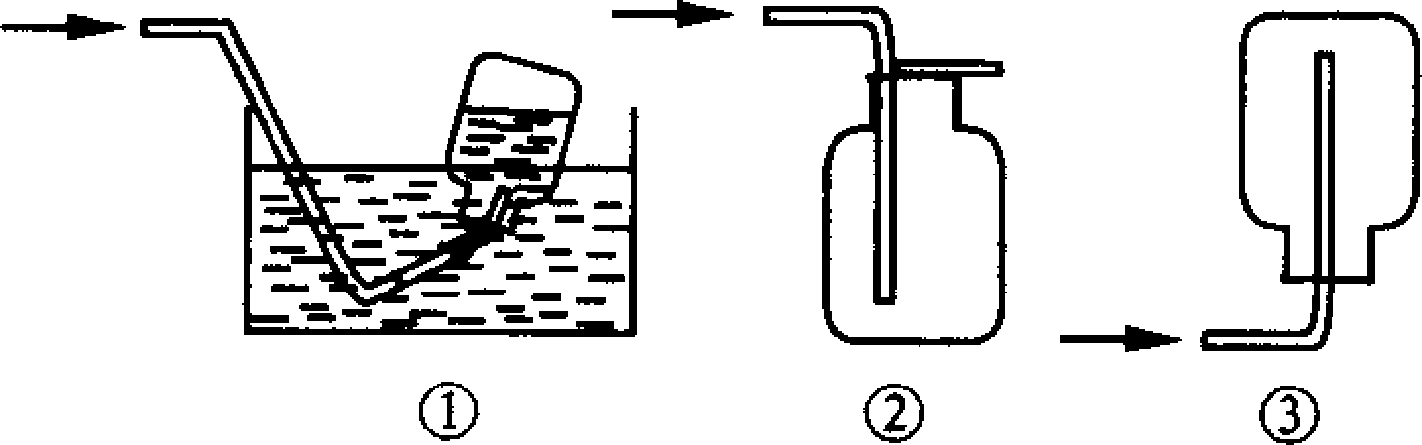 ① ② ③